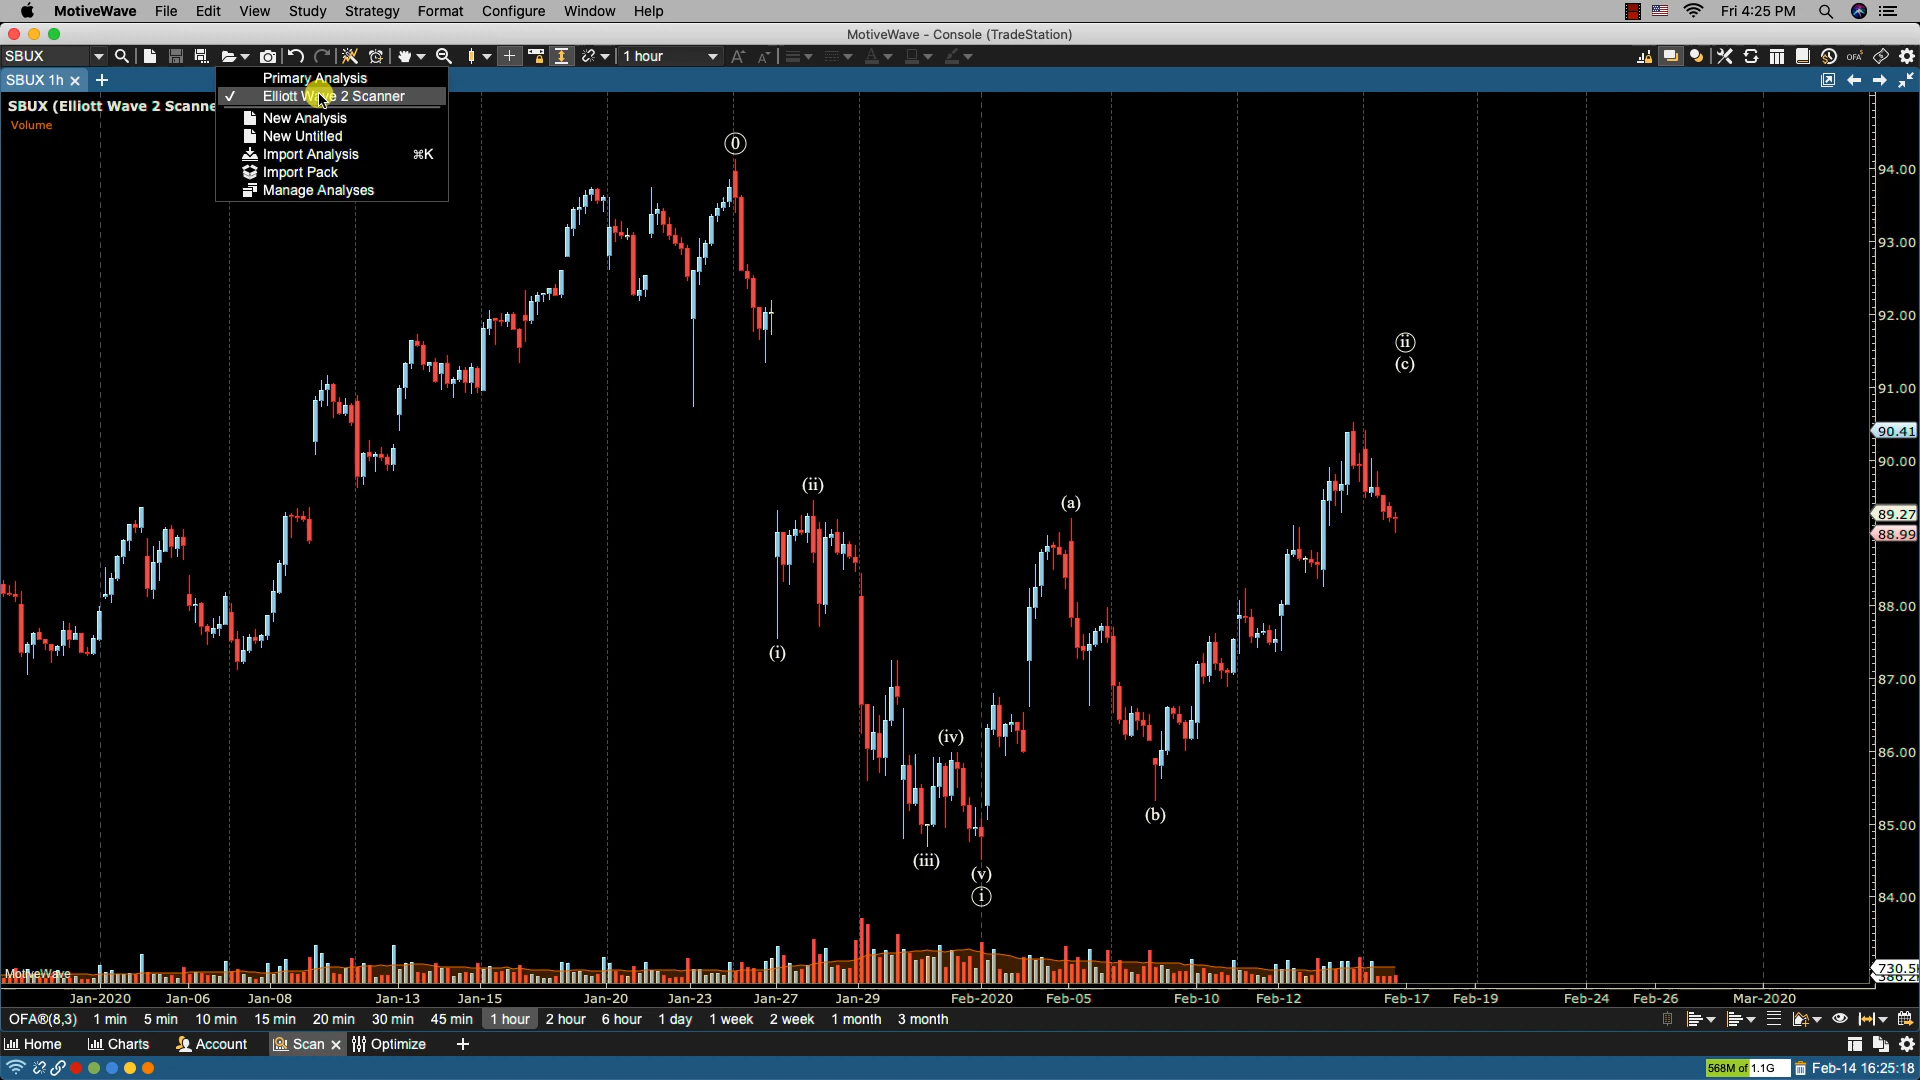 MotiveWave File Edit View Study Strategy Format Configure Window Help Fri 4:25 PM
MotiveWave - Console (TradeStation)
SBUX 1 hour
SBUX 1h
Primary Analysis
Elliott Wave 2 Scanner
New Analysis
New Untitled
Import Analysis ⌘K
Import Pack
Manage Analyses
SBUX (Elliott Wave 2 Scanne
Volume
0
94.00
93.00
92.00
ii
(c)
91.00
90.41
90.00
(ii)
(a)
89.27
88.99
88.00
(i)
87.00
(iv)
86.00
(b)
85.00
(iii)
(v)
i
84.00
MotiveWave
730.5
Jan-2020 Jan-06 Jan-08 Jan-13 Jan-15 Jan-20 Jan-23 Jan-27 Jan-29 Feb-2020 Feb-05 Feb-10 Feb-12 Feb-17 Feb-19 Feb-24 Feb-26 Mar-2020
OFA®(8,3) 1 min 5 min 10 min 15 min 20 min 30 min 45 min 1 hour 2 hour 6 hour 1 day 1 week 2 week 1 month 3 month
Home Charts Account Scan Optimize
568M of 1.1G Feb-14 16:25:18